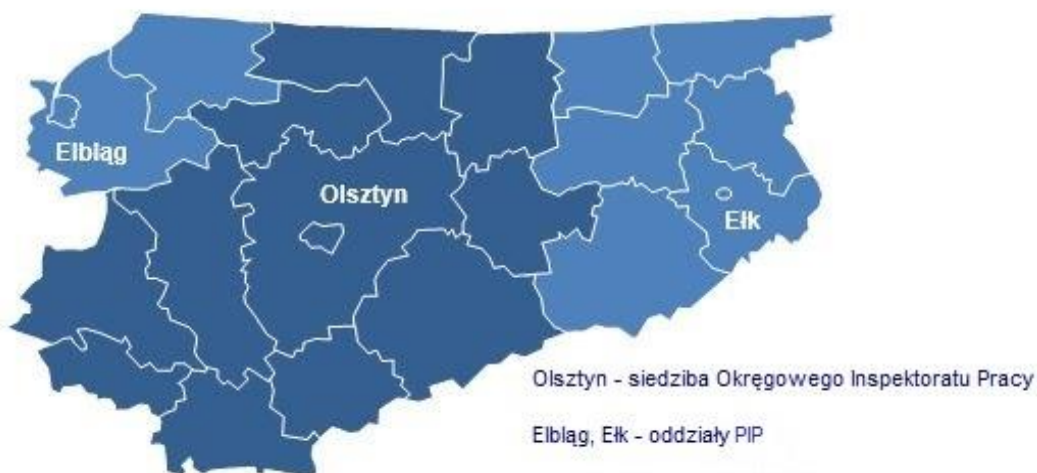 Elbląg
Olsztyn
Ełk
Olsztyn - siedziba Okręgowego Inspektoratu Pracy
Elbląg, Ełk - oddziały PIP